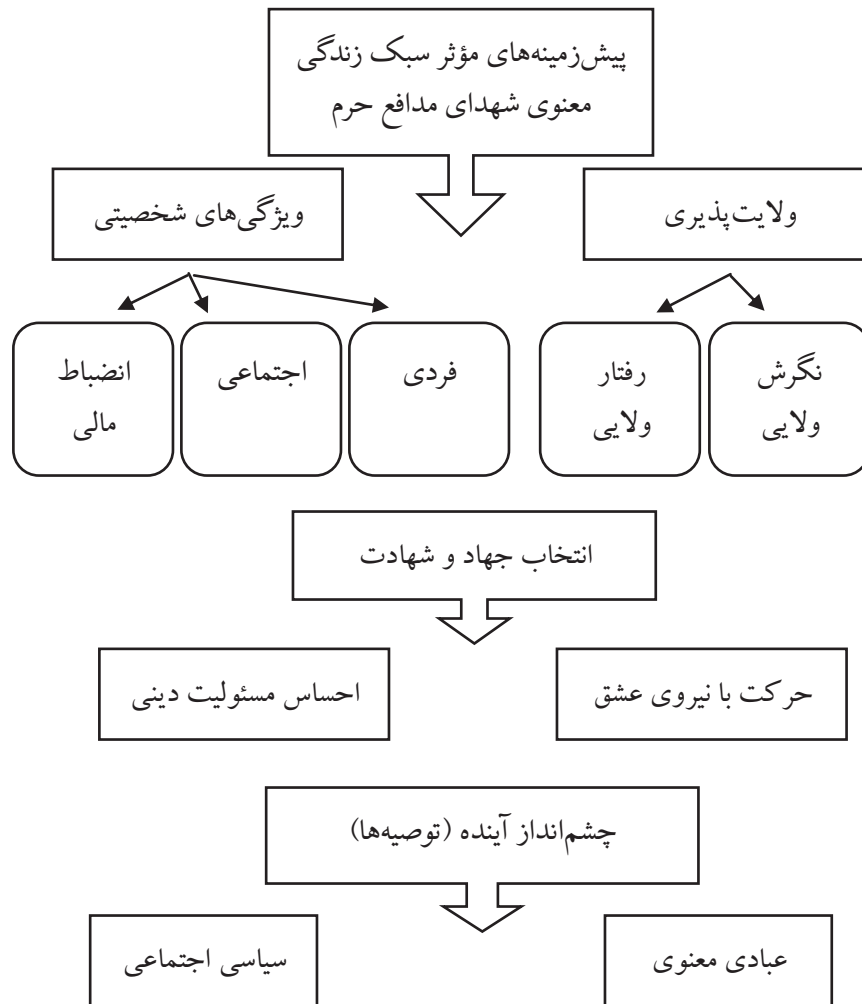 پیش‌زمینه‌های مؤثر سبک زندگی
معنوی شهدای مدافع حرم
ولایت‌پذیری
ویژگی‌های شخصیتی
نگرش
ولایی
رفتار
ولایی
فردی
اجتماعی
انضباط
مالی
انتخاب جهاد و شهادت
حرکت با نیروی عشق
احساس مسئولیت دینی
چشم‌انداز آینده (توصیه‌ها)
عبادی معنوی
سیاسی اجتماعی